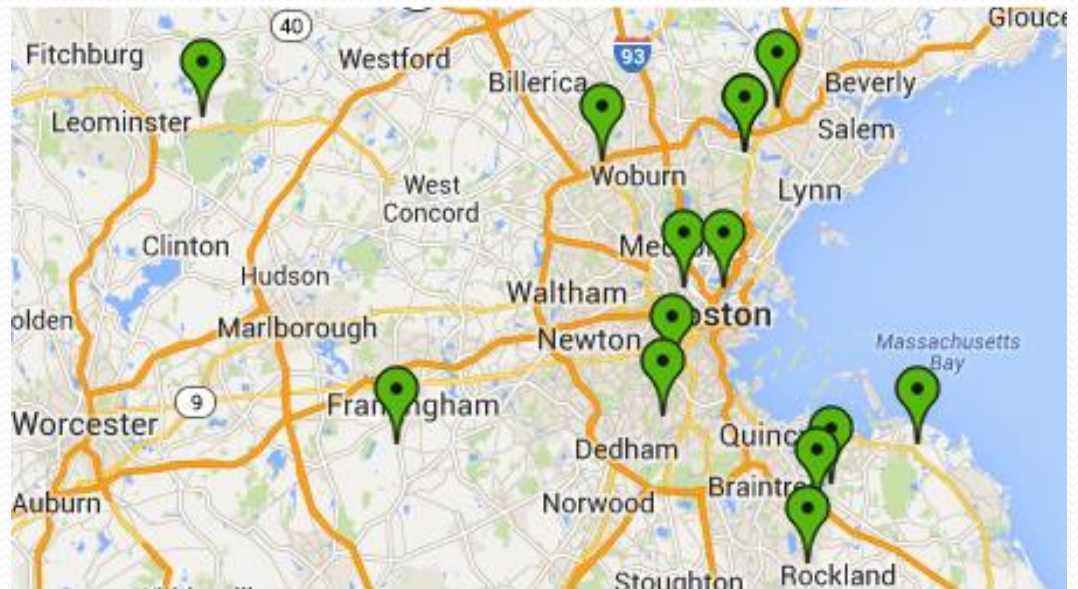 Glouce
40
Fitchburg
Westford
93
Billerica
Beverly
Leominster
Salem
Woburn
West
Concord
Lynn
Clinton
Hudson
Waltham
olden
Marlborough
oston
Newton
Massachusetts
Bay
9
Worcester
Dedham
Auburn
Norwood
Rockland
Stoughton